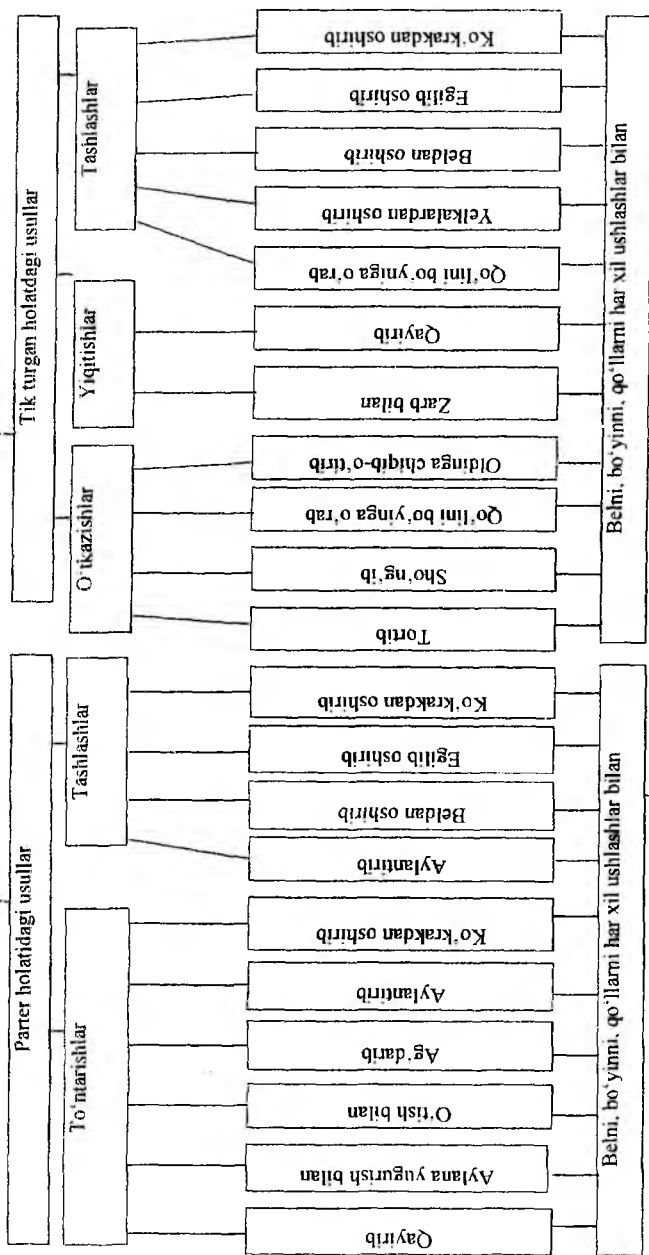 Parter holatidagi usullar
Tik turgan holatdagi usullar
To‘ntarishlar
Tashlashlar
O‘tkazishlar
Yiqitishlar
Tashlashlar
Qayirib
Aylana yugurish bilan
O‘tish bilan
Ag‘darib
Aylantirib
Ko‘krakdan oshirib
Aylantirib
Beldan oshirib
Egilib oshirib
Ko‘krakdan oshirib
Tortib
Sho‘ng‘ib
Qo‘lini bo‘yinga o‘rab
Oldinga chiqib-o‘tirib
Zarb bilan
Qayirib
Qo‘lini bo‘yniga o‘rab
Yelkalardan oshirib
Beldan oshirib
Egilib oshirib
Ko‘krakdan oshirib
Belni, bo‘yinni, qo‘llarni har xil ushlashlar bilan
Belni, bo‘yinni, qo‘llarni har xil ushlashlar bilan